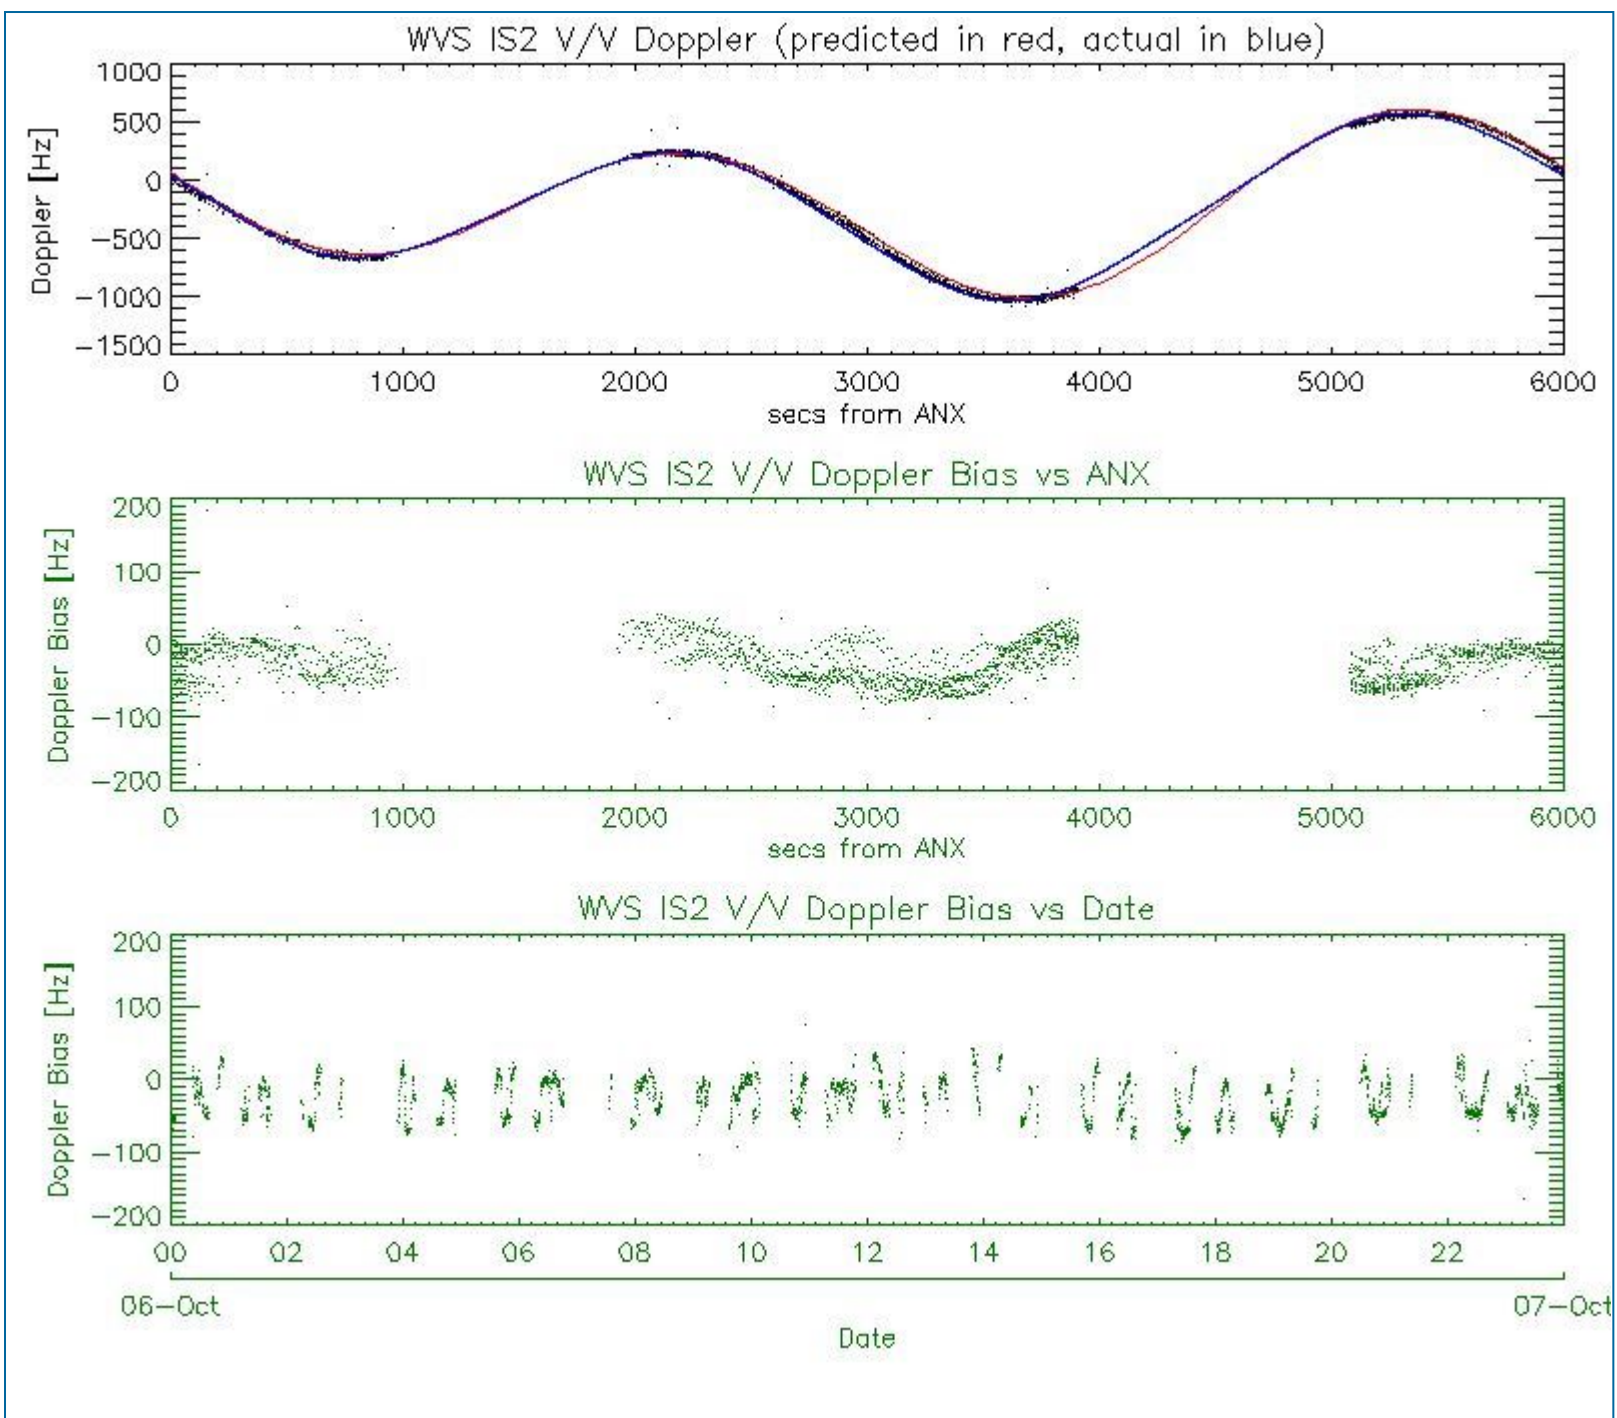 WVS IS2 V/V Doppler (predicted in red, actual in blue)
1000
500
0
-500
-1000
-1500
Doppler [Hz]
0 1000 2000 3000 4000 5000 6000
secs from ANX
WVS IS2 V/V Doppler Bias vs ANX
200
100
0
-100
-200
Doppler Bias [Hz]
0 1000 2000 3000 4000 5000 6000
secs from ANX
WVS IS2 V/V Doppler Bias vs Date
200
100
0
-100
-200
Doppler Bias [Hz]
00 02 04 06 08 10 12 14 16 18 20 22
06-Oct 07-Oct
Date